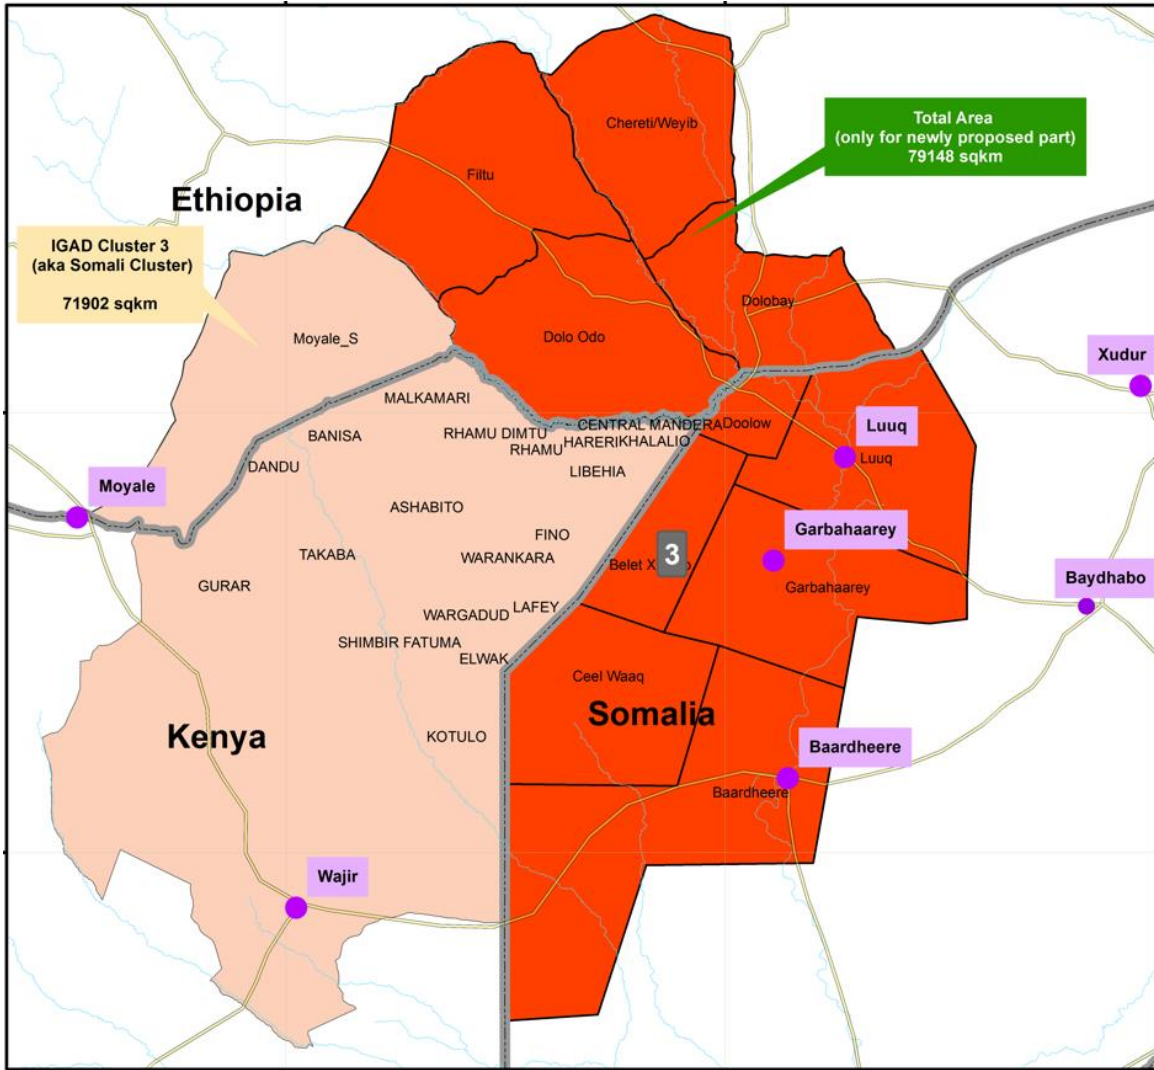 Chereti/Weyib
Total Area
(only for newly proposed part)
79148 sqkm
Filtu
Ethiopia
IGAD Cluster 3
(aka Somali Cluster)
71902 sqkm
Dolobay
Moyale_S
Dolo Odo
Xudur
MALKAMARI
CENTRAL MANDERA
Doolow
Luuq
BANISA
RHAMU DIMTU
HARERI
KHALALIO
RHAMU
Luuq
DANDU
LIBEHIA
Moyale
ASHABITO
Garbahaarey
FINO
3
TAKABA
WARANKARA
Belet X
GURAR
Garbahaarey
Baydhabo
LAFEY
WARGADUD
SHIMBIR FATUMA
ELWAK
Ceel Waaq
Somalia
Kenya
KOTULO
Baardheere
Baardheere
Wajir